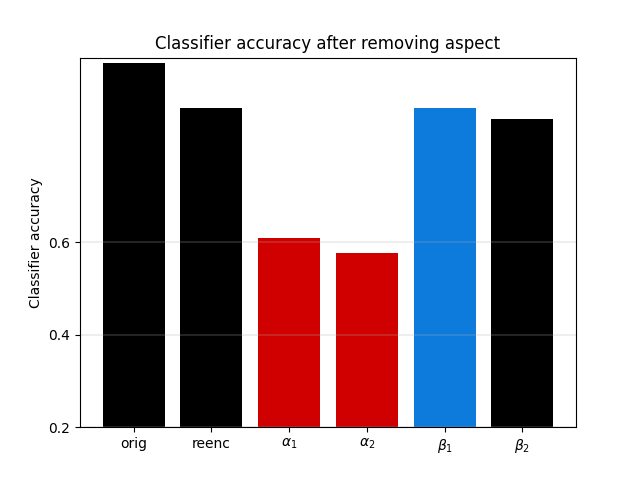 Classifier accuracy after removing aspect
Classifier accuracy
0.6
0.4
0.2
orig reenc α₁ α₂ β₁ β₂